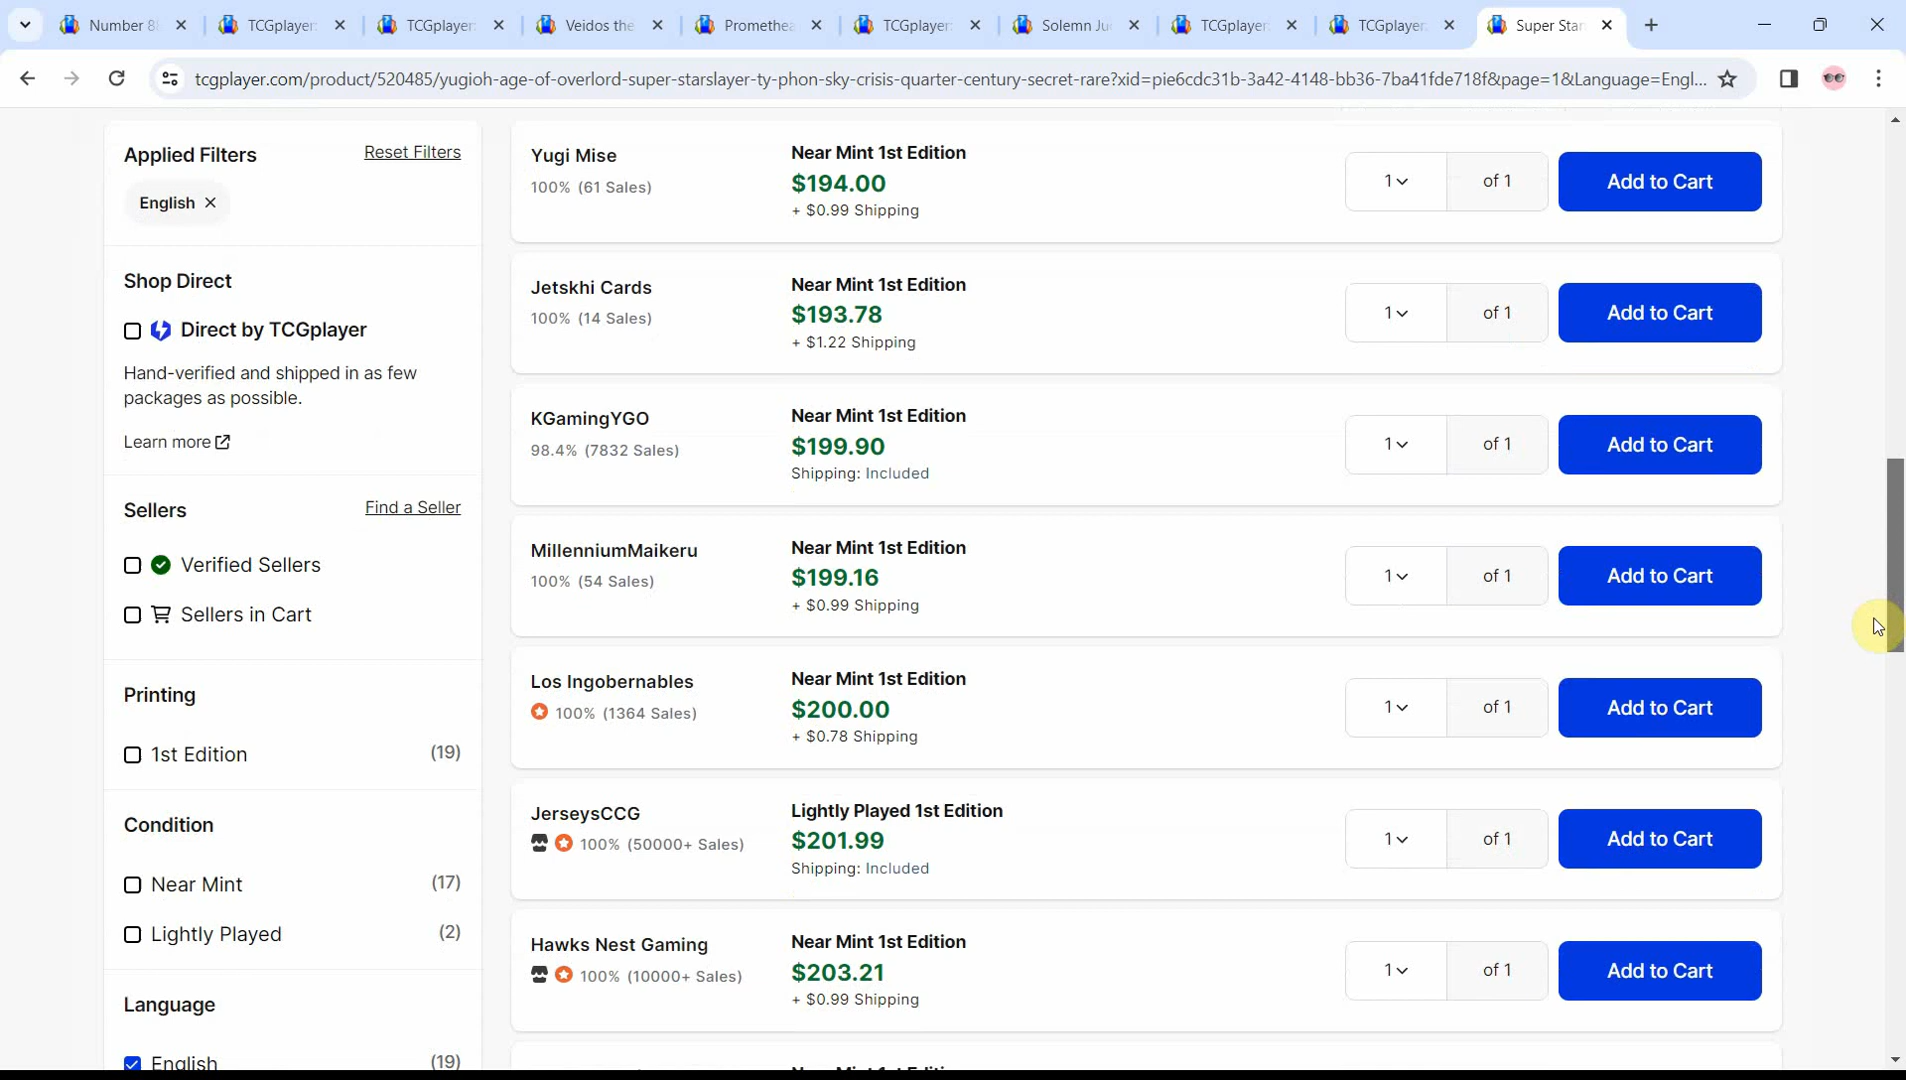 Number 8
TCGplayer
TCGplayer
Veidos the
Promethea
TCGplayer
Solemn Ju
TCGplayer
TCGplayer
Super Star
tcgplayer.com/product/520485/yugioh-age-of-overlord-super-starslayer-ty-phon-sky-crisis-quarter-century-secret-rare?xid=pie6cdc31b-3a42-4148-bb36-7ba41fde718f&page=1&Language=Engl...
Applied Filters
Reset Filters
English ×
Shop Direct
Direct by TCGplayer
Hand-verified and shipped in as few
packages as possible.
Learn more
Sellers
Find a Seller
Verified Sellers
Sellers in Cart
Printing
1st Edition (19)
Condition
Near Mint (17)
Lightly Played (2)
Language
English (19)
Yugi Mise
100% (61 Sales)
Near Mint 1st Edition
$194.00
+ $0.99 Shipping
1 of 1
Add to Cart
Jetskhi Cards
100% (14 Sales)
Near Mint 1st Edition
$193.78
+ $1.22 Shipping
1 of 1
Add to Cart
KGamingYGO
98.4% (7832 Sales)
Near Mint 1st Edition
$199.90
Shipping: Included
1 of 1
Add to Cart
MillenniumMaikeru
100% (54 Sales)
Near Mint 1st Edition
$199.16
+ $0.99 Shipping
1 of 1
Add to Cart
Los Ingobernables
100% (1364 Sales)
Near Mint 1st Edition
$200.00
+ $0.78 Shipping
1 of 1
Add to Cart
JerseysCCG
100% (50000+ Sales)
Lightly Played 1st Edition
$201.99
Shipping: Included
1 of 1
Add to Cart
Hawks Nest Gaming
100% (10000+ Sales)
Near Mint 1st Edition
$203.21
+ $0.99 Shipping
1 of 1
Add to Cart